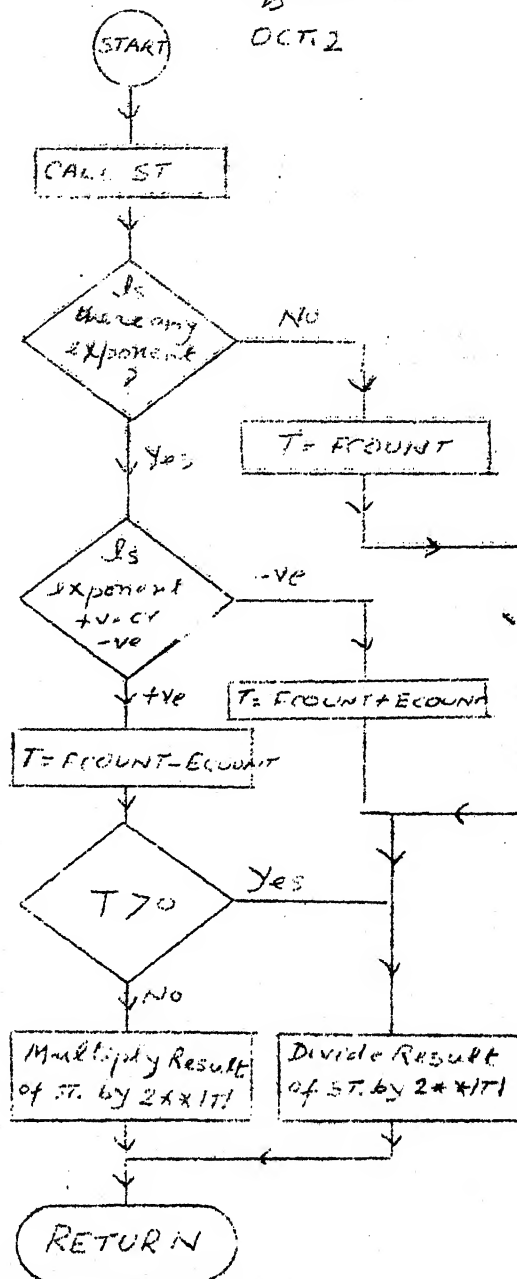 B
OCT. 2
START
CALL ST
Is
there any
exponent
?
No
T = FCOUNT
Yes
Is
exponent
+ve or
-ve
-ve
T = FCOUNT + ECOUNT
+ve
T = FCOUNT - ECOUNT
T > 0
Yes
No
Multiply Result
of ST. by 2**|T|
Divide Result
of ST. by 2**|T|
RETURN